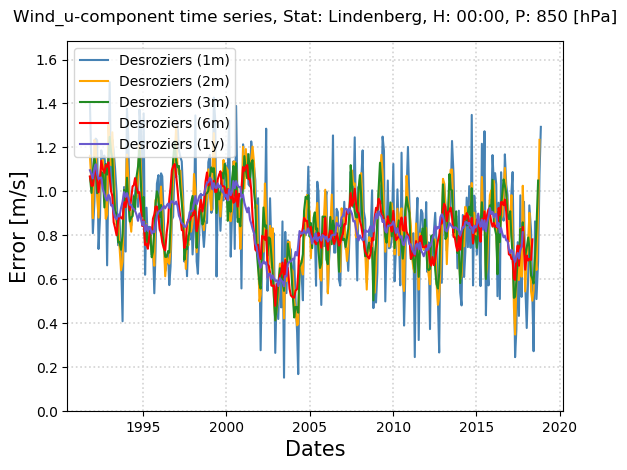 Wind_u-component time series, Stat: Lindenberg, H: 00:00, P: 850 [hPa]
Error [m/s]
1.6
1.4
1.2
1.0
0.8
0.6
0.4
0.2
0.0
Desroziers (1m)
Desroziers (2m)
Desroziers (3m)
Desroziers (6m)
Desroziers (1y)
1995 2000 2005 2010 2015 2020
Dates